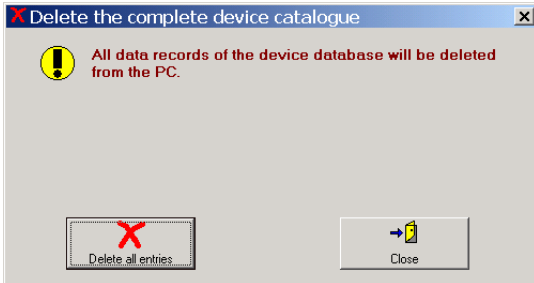 Delete the complete device catalogue
All data records of the device database will be deleted
from the PC.
Delete all entries
Close